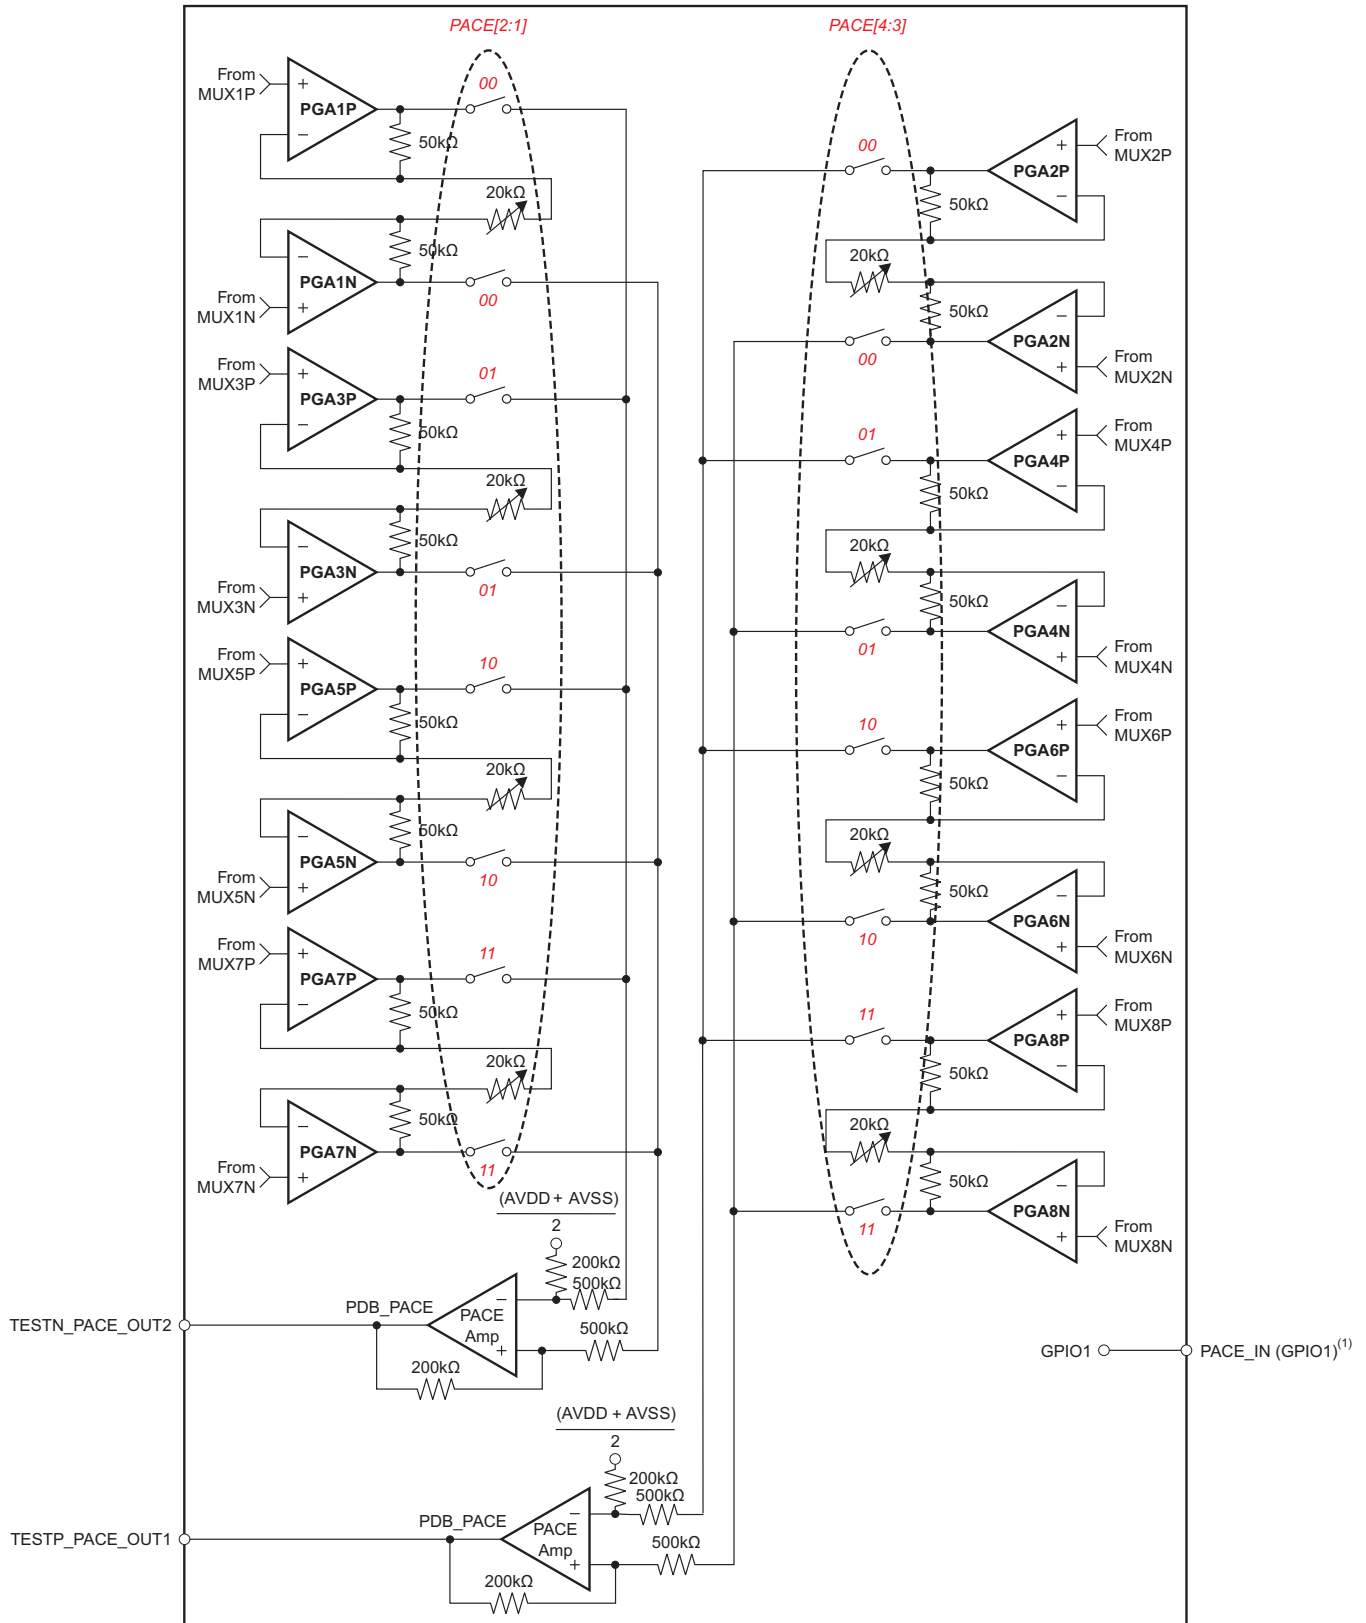 PACE[2:1]
PACE[4:3]
From
MUX1P
+
PGA1P
−
00
50kΩ
20kΩ
50kΩ
−
PGA1N
+
From
MUX1N
00
From
MUX3P
+
PGA3P
−
01
50kΩ
20kΩ
50kΩ
−
PGA3N
+
From
MUX3N
01
From
MUX5P
+
PGA5P
−
10
50kΩ
20kΩ
50kΩ
−
PGA5N
+
From
MUX5N
10
From
MUX7P
+
PGA7P
−
11
50kΩ
20kΩ
50kΩ
−
PGA7N
+
From
MUX7N
11
00
+
PGA2P
−
From
MUX2P
50kΩ
20kΩ
50kΩ
−
PGA2N
+
From
MUX2N
00
01
+
PGA4P
−
From
MUX4P
50kΩ
20kΩ
50kΩ
−
PGA4N
+
From
MUX4N
01
10
+
PGA6P
−
From
MUX6P
50kΩ
20kΩ
50kΩ
−
PGA6N
+
From
MUX6N
10
11
+
PGA8P
−
From
MUX8P
50kΩ
20kΩ
50kΩ
−
PGA8N
+
From
MUX8N
11
(AVDD + AVSS)
2
200kΩ
500kΩ
PDB_PACE
−
PACE
Amp
+
500kΩ
200kΩ
TESTN_PACE_OUT2
GPIO1
PACE_IN (GPIO1)(1)
(AVDD + AVSS)
2
200kΩ
500kΩ
PDB_PACE
−
PACE
Amp
+
500kΩ
200kΩ
TESTP_PACE_OUT1